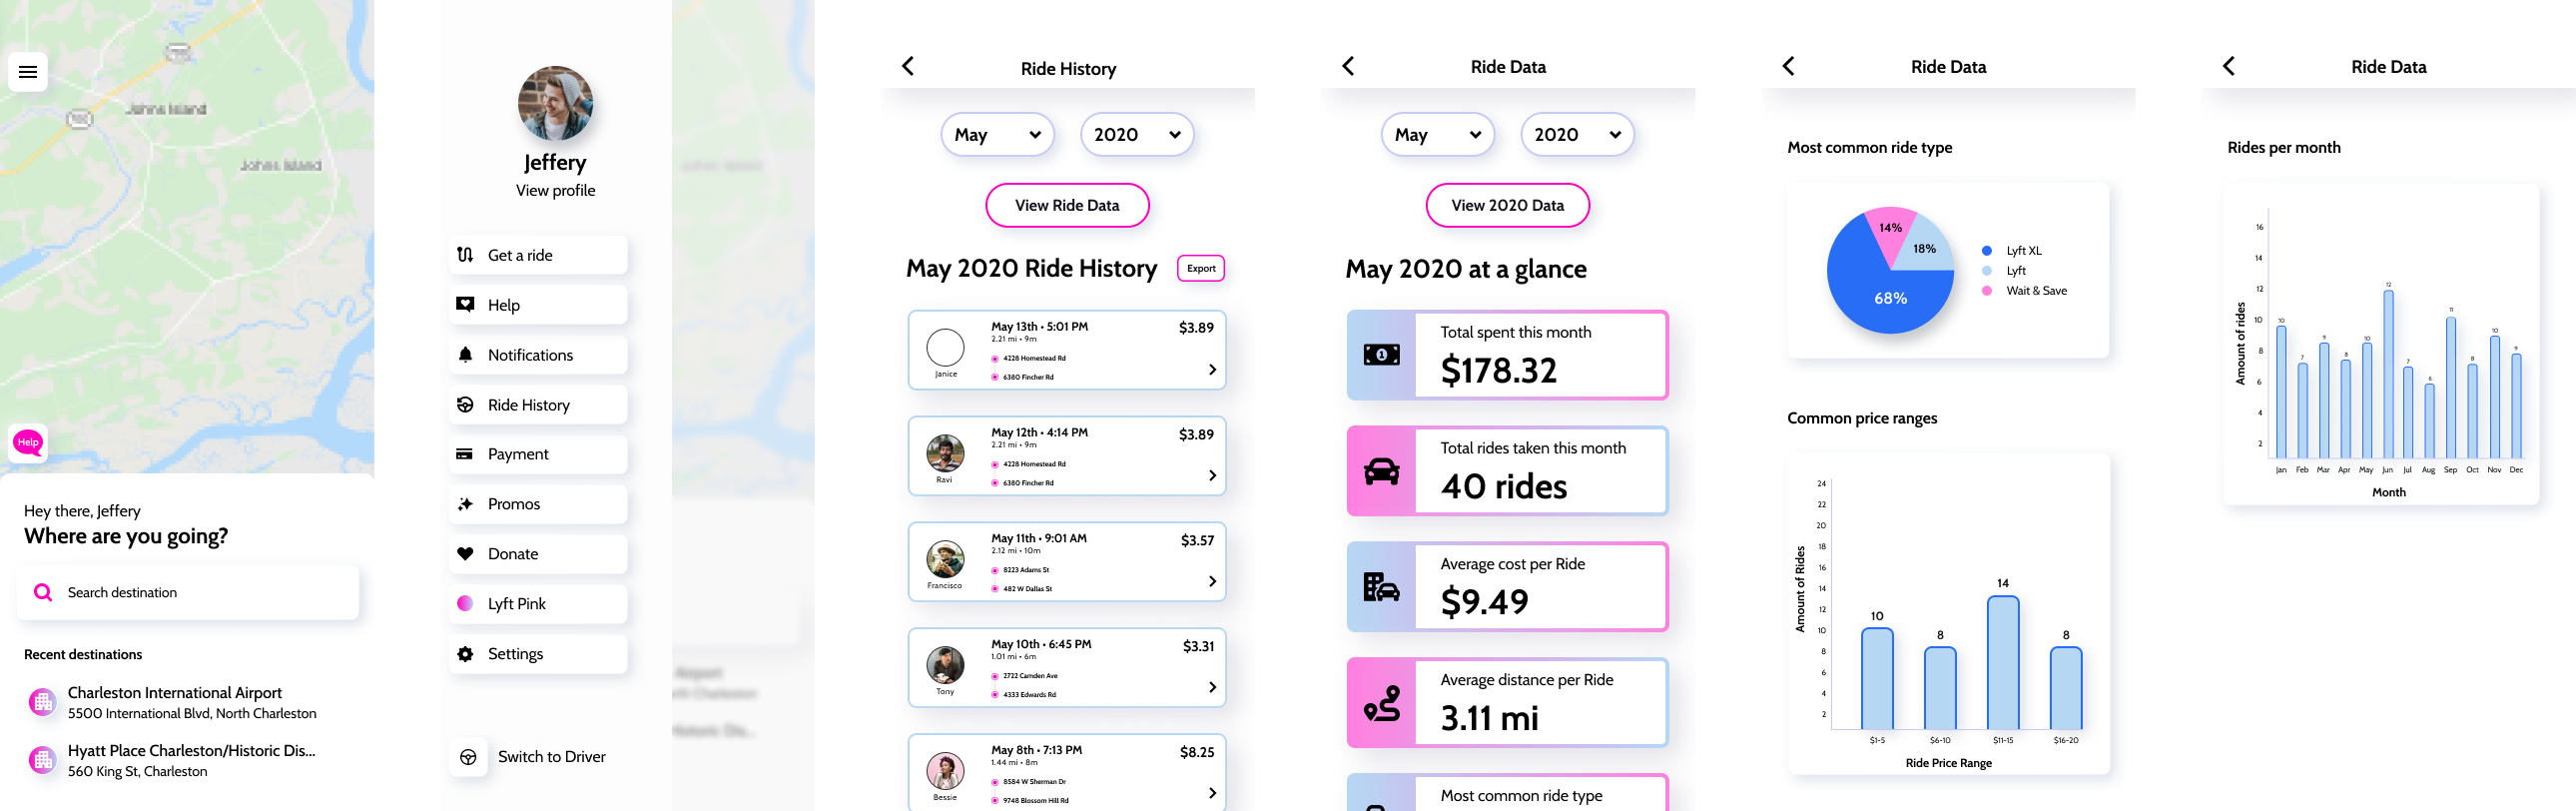 Johns Island
Johns Island
Help
Hey there, Jeffery
Where are you going?
Search destination
Recent destinations
Charleston International Airport
5500 International Blvd, North Charleston
Hyatt Place Charleston/Historic Dis...
560 King St, Charleston
Jeffery
View profile
Get a ride
Help
Notifications
Ride History
Payment
Promos
Donate
Lyft Pink
Settings
Switch to Driver
Johns Island
Airport
North Charleston
Historic Dis...
Ride History
May
2020
View Ride Data
May 2020 Ride History
Export
May 13th • 5:01 PM
$3.89
2.21 mi • 9m
4228 Homestead Rd
6380 Fincher Rd
Janice
May 12th • 4:14 PM
$3.89
2.21 mi • 9m
4228 Homestead Rd
6380 Fincher Rd
Ravi
May 11th • 9:01 AM
$3.57
2.12 mi • 10m
8223 Adams St
482 W Dallas St
Francisco
May 10th • 6:45 PM
$3.31
1.01 mi • 6m
2722 Camden Ave
4333 Edwards Rd
Tony
May 8th • 7:13 PM
$8.25
1.44 mi • 8m
8584 W Sherman Dr
9748 Blossom Hill Rd
Bessie
Ride Data
May
2020
View 2020 Data
May 2020 at a glance
Total spent this month
$178.32
Total rides taken this month
40 rides
Average cost per Ride
$9.49
Average distance per Ride
3.11 mi
Most common ride type
Ride Data
Most common ride type
14%
18%
68%
Lyft XL
Lyft
Wait & Save
Common price ranges
Amount of Rides
24
22
20
18
16
14
12
10
8
6
4
2
10
8
14
8
$1-5
$6-10
$11-15
$16-20
Ride Price Range
Ride Data
Rides per month
Amount of rides
16
14
12
10
8
6
4
2
10
7
9
8
10
12
7
6
11
8
10
9
Jan
Feb
Mar
Apr
May
Jun
Jul
Aug
Sep
Oct
Nov
Dec
Month